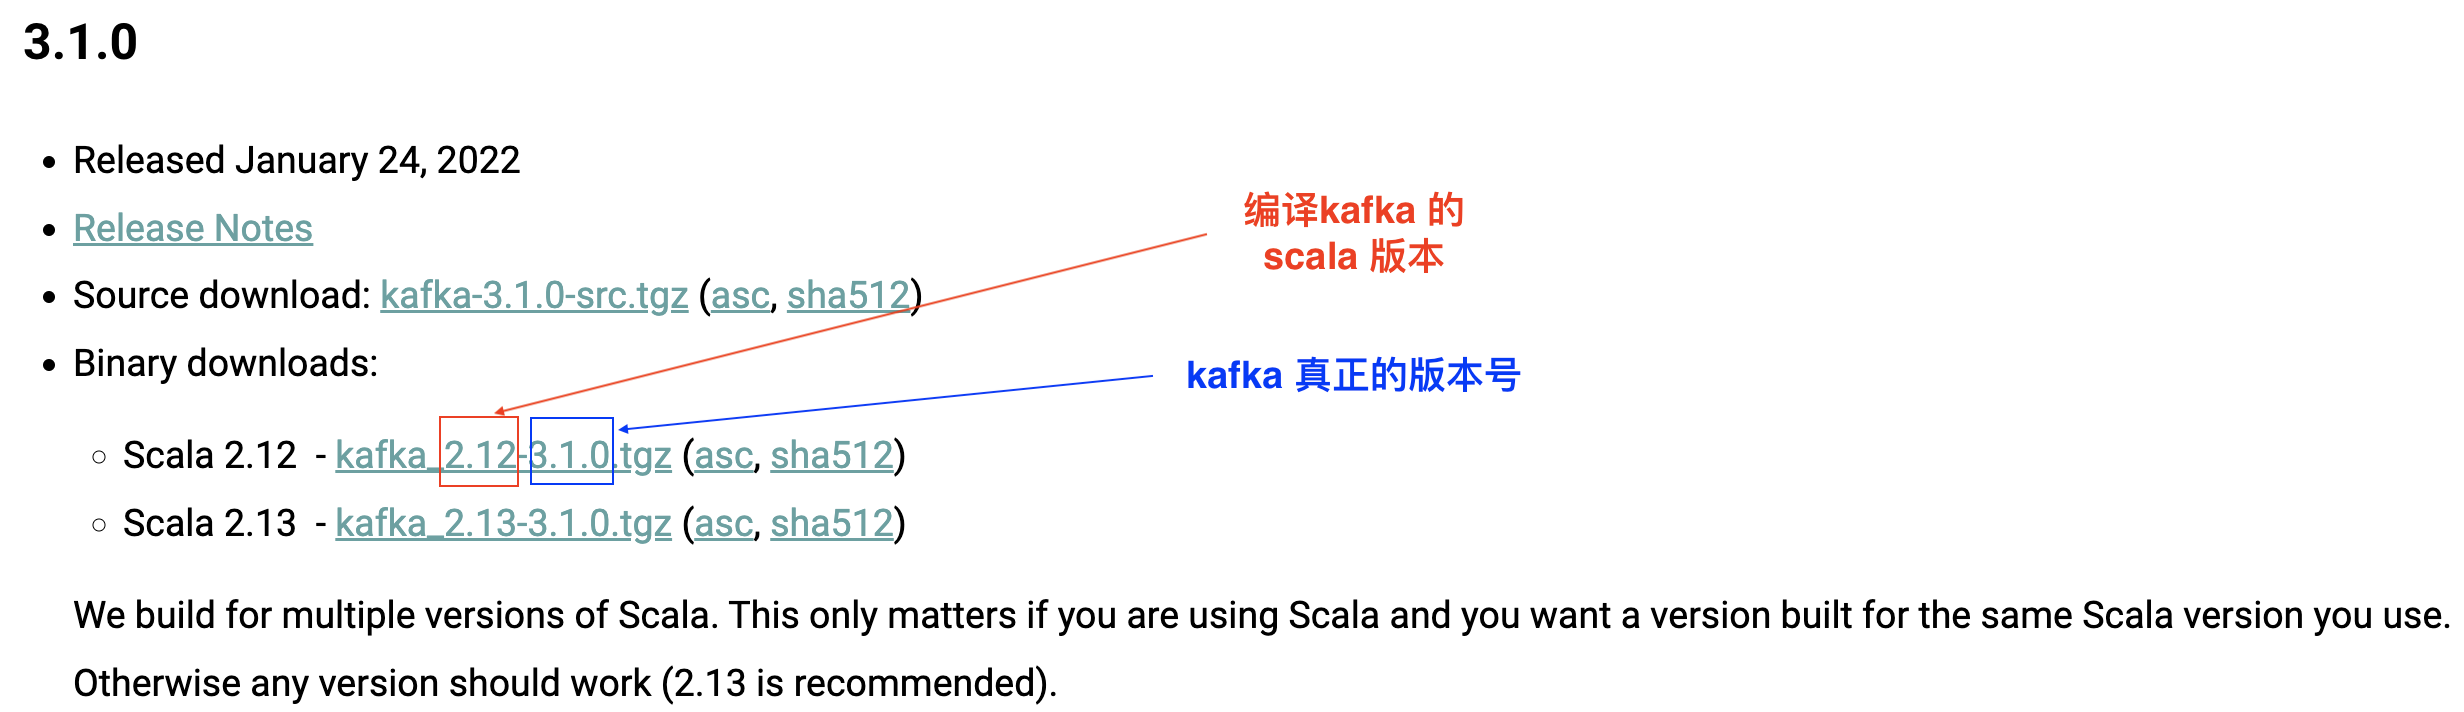 3.1.0
Released January 24, 2022
Release Notes
Source download: kafka-3.1.0-src.tgz (asc, sha512)
Binary downloads:
Scala 2.12 - kafka_2.12-3.1.0.tgz (asc, sha512)
Scala 2.13 - kafka_2.13-3.1.0.tgz (asc, sha512)
We build for multiple versions of Scala. This only matters if you are using Scala and you want a version built for the same Scala version you use.
Otherwise any version should work (2.13 is recommended).
编译kafka 的
scala 版本
kafka 真正的版本号